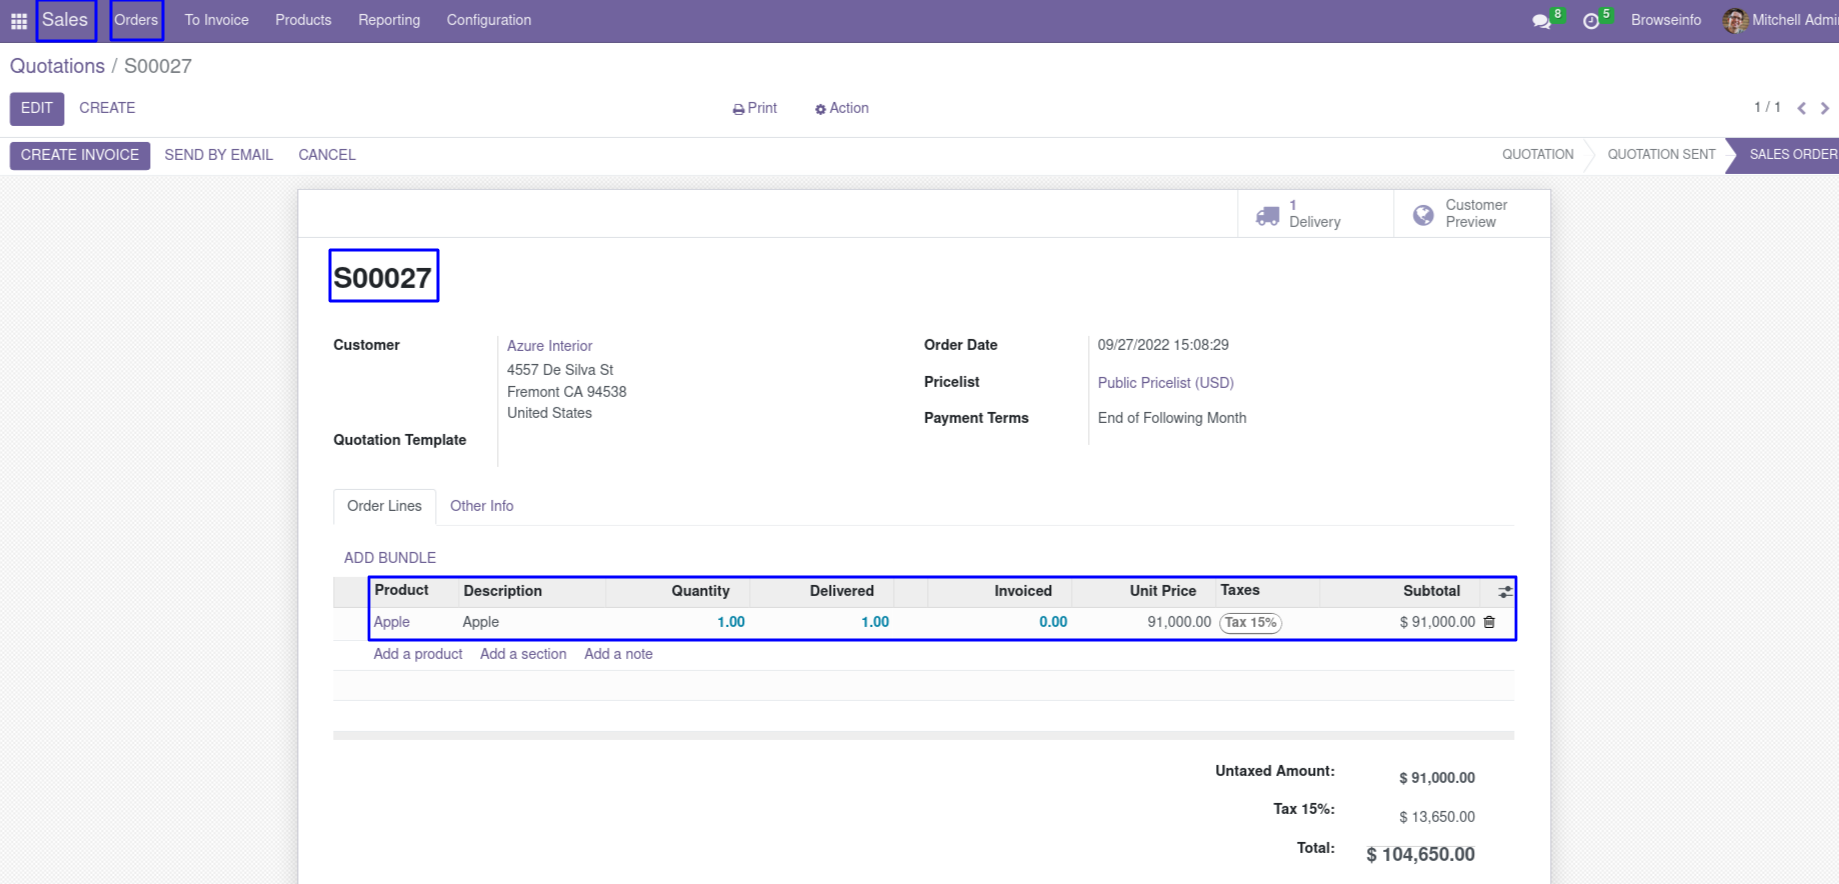 Sales Orders To Invoice Products Reporting Configuration 8 5 Browseinfo Mitchell Admi
Quotations / S00027
EDIT CREATE Print Action 1 / 1
CREATE INVOICE SEND BY EMAIL CANCEL QUOTATION QUOTATION SENT SALES ORDER
1
Delivery
Customer
Preview
S00027
Customer Azure Interior
4557 De Silva St
Fremont CA 94538
United States
Quotation Template
Order Date 09/27/2022 15:08:29
Pricelist Public Pricelist (USD)
Payment Terms End of Following Month
Order Lines Other Info
ADD BUNDLE
Product Description Quantity Delivered Invoiced Unit Price Taxes Subtotal
Apple Apple 1.00 1.00 0.00 91,000.00 Tax 15% $ 91,000.00
Add a product Add a section Add a note
Untaxed Amount: $ 91,000.00
Tax 15%: $ 13,650.00
Total: $ 104,650.00